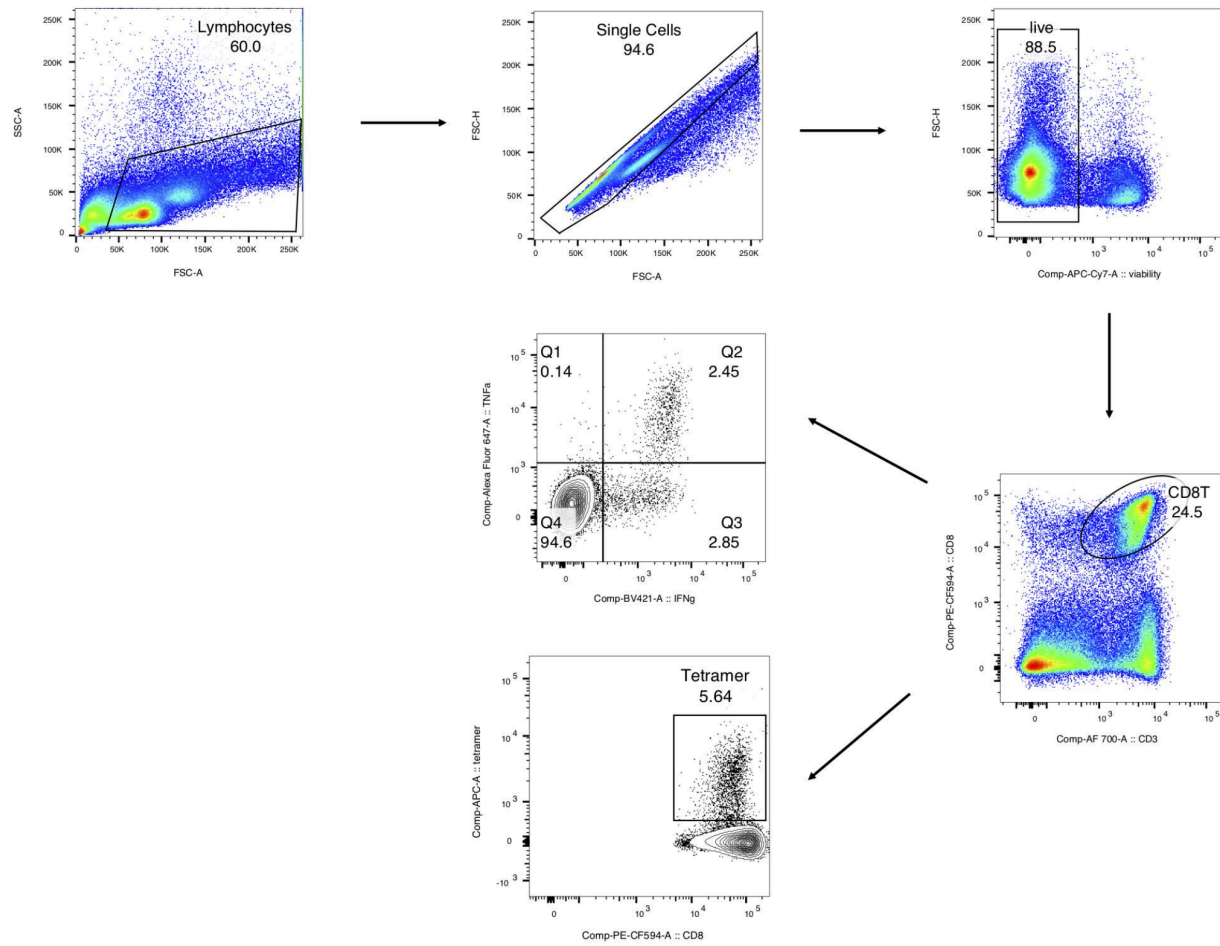 Lymphocytes
60.0
250K
200K
150K
100K
50K
0
SSC-A
0 50K 100K 150K 200K 250K
FSC-A
Single Cells
94.6
250K
200K
150K
100K
50K
0
FSC-H
0 50K 100K 150K 200K 250K
FSC-A
live
88.5
250K
200K
150K
100K
50K
0
FSC-H
0 10^3 10^4 10^5
Comp-APC-Cy7-A :: viability
Q1
0.14
Q2
2.45
Q4
94.6
Q3
2.85
10^5
10^4
10^3
0
Comp-Alexa Fluor 647-A :: TNFa
0 10^3 10^4 10^5
Comp-BV421-A :: IFNg
CD8T
24.5
10^5
10^4
10^3
0
Comp-PE-CF594-A :: CD8
0 10^3 10^4 10^5
Comp-AF 700-A :: CD3
Tetramer
5.64
10^5
10^4
10^3
0
-10^3
Comp-APC-A :: tetramer
0 10^3 10^4 10^5
Comp-PE-CF594-A :: CD8